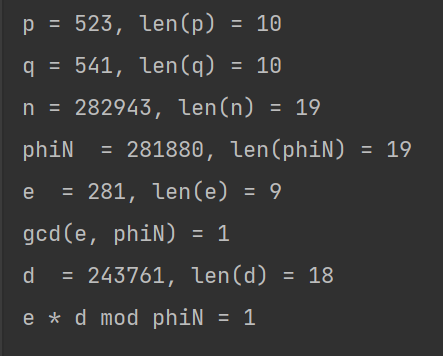 p = 523, len(p) = 10
q = 541, len(q) = 10
n = 282943, len(n) = 19
phiN  = 281880, len(phiN) = 19
e  = 281, len(e) = 9
gcd(e, phiN) = 1
d  = 243761, len(d) = 18
e * d mod phiN = 1